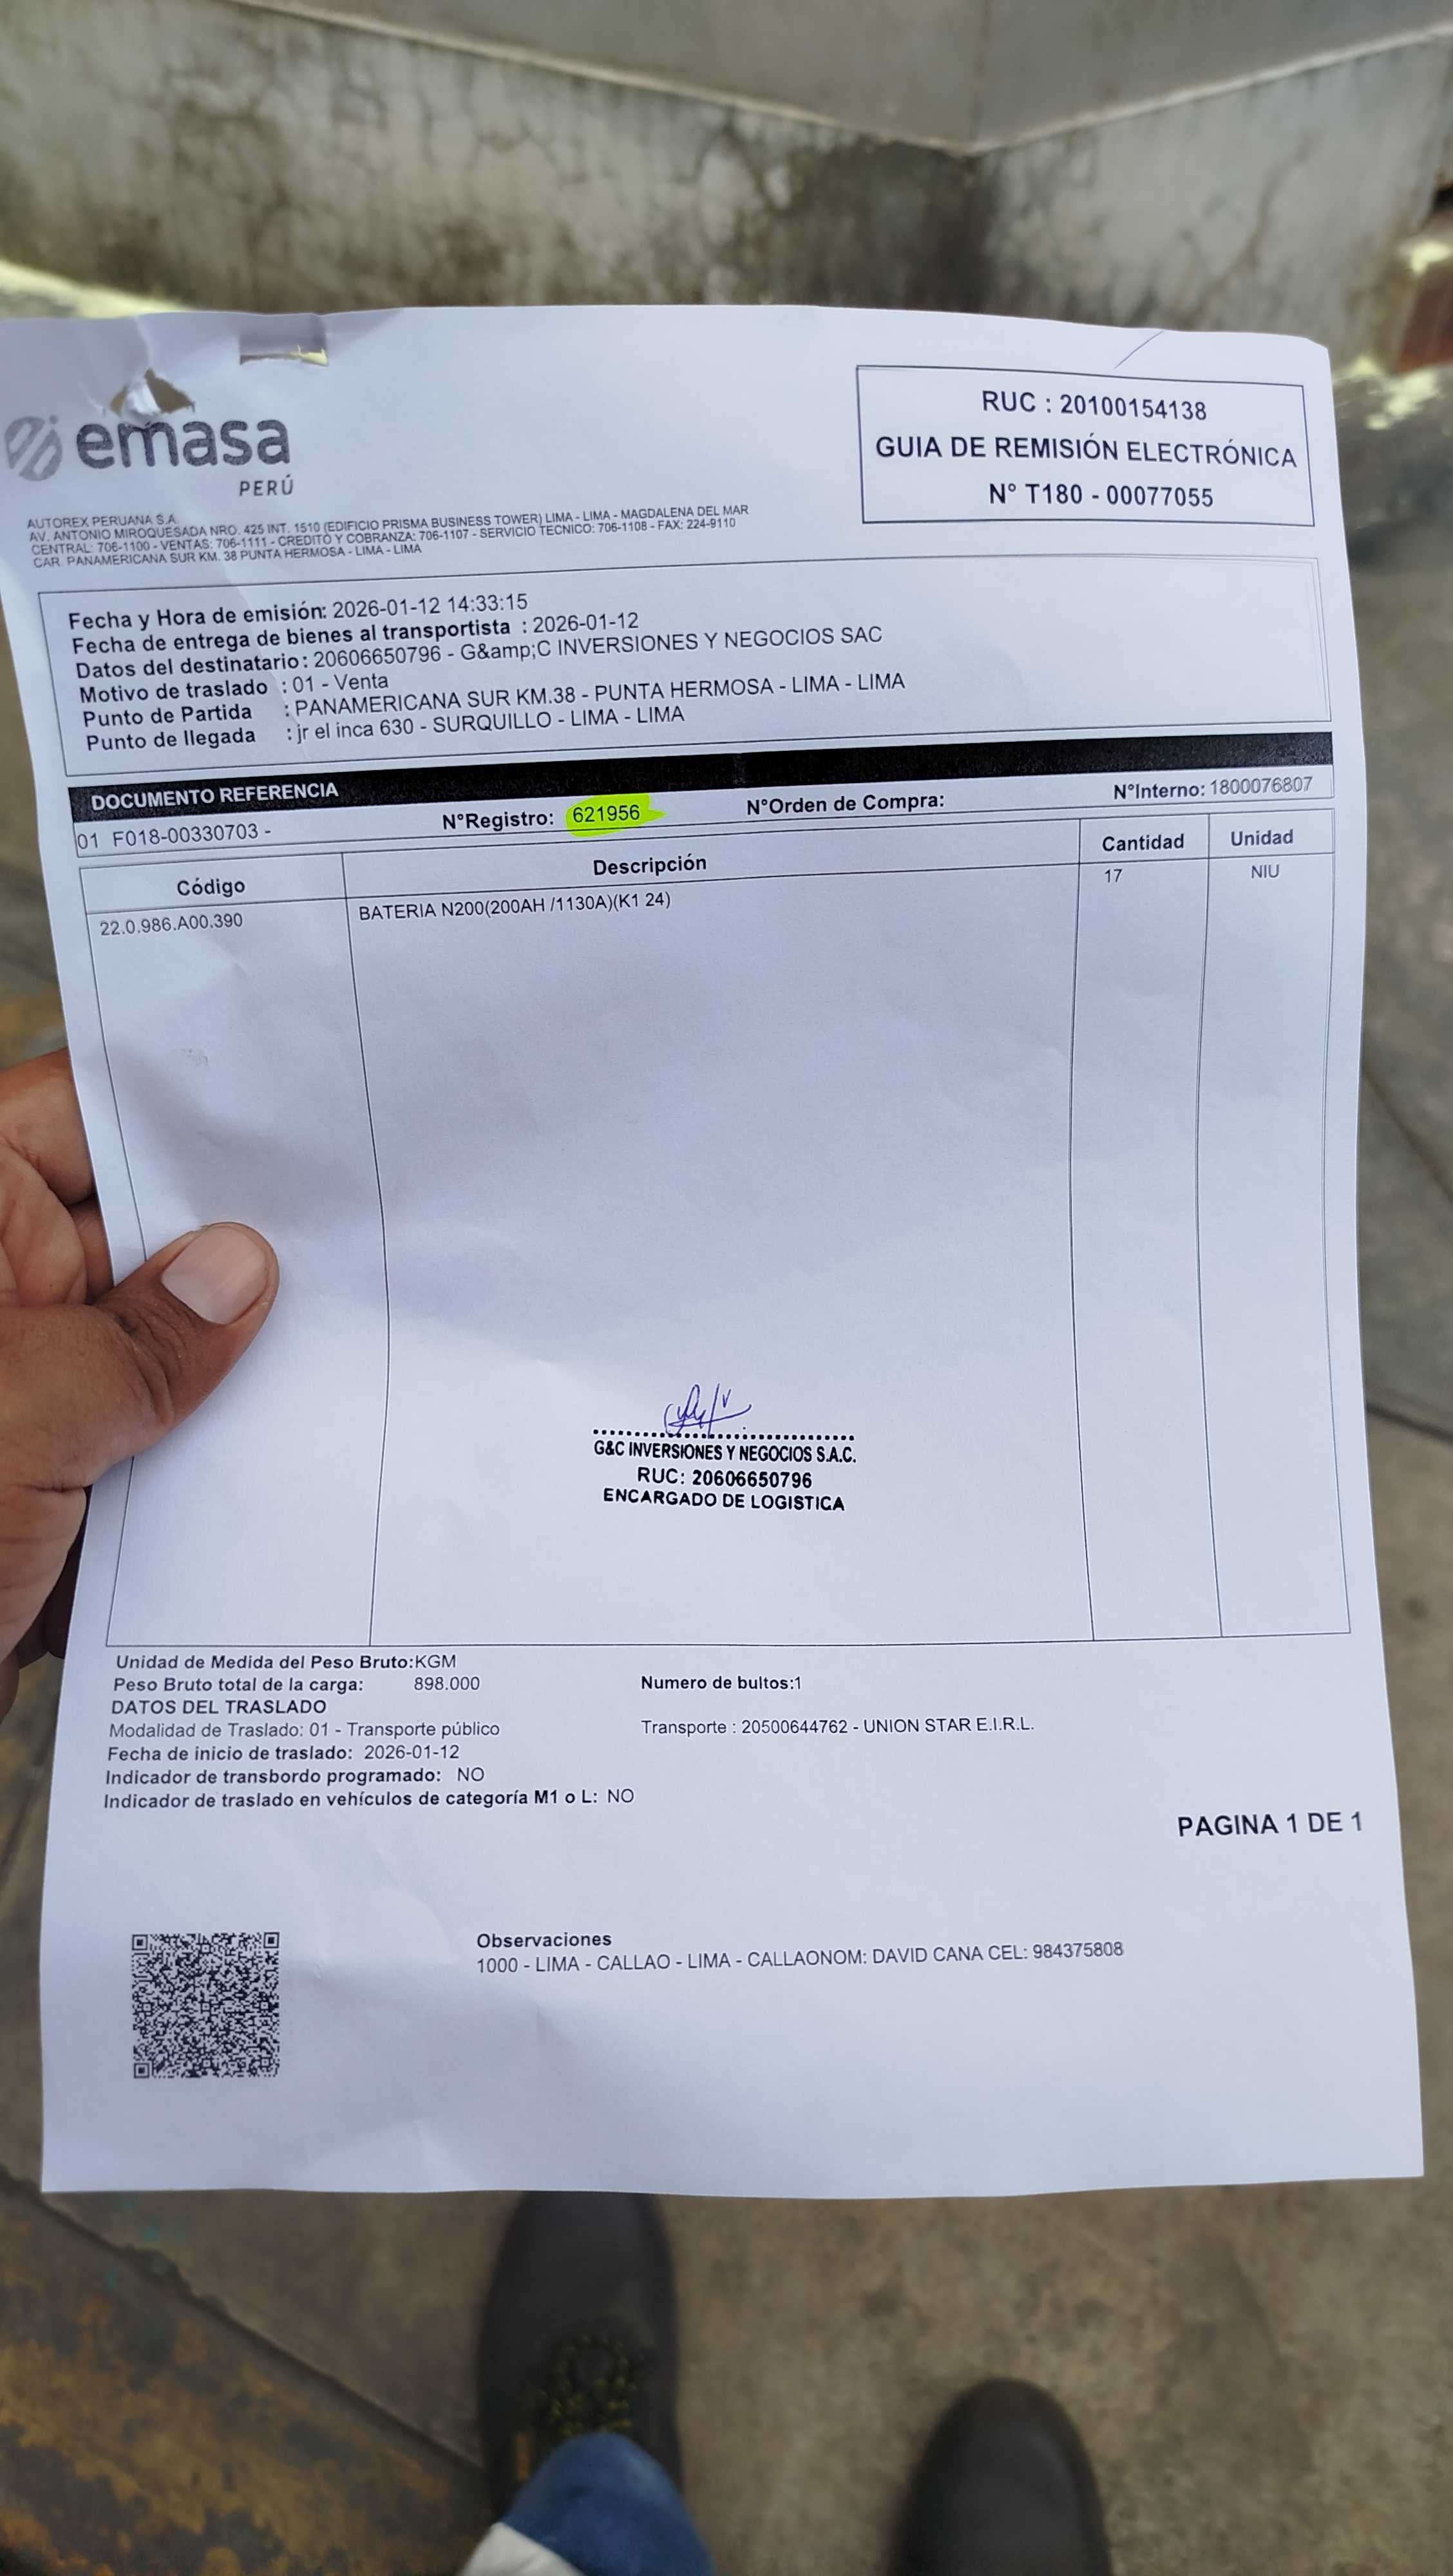 emasa
PERÚ
RUC : 20100154138
GUIA DE REMISIÓN ELECTRÓNICA
N° T180 - 00077055
AUTOREX PERUANA S.A.
AV. ANTONIO MIROQUESADA NRO. 425 INT. 1510 (EDIFICIO PRISMA BUSINESS TOWER) LIMA - LIMA - MAGDALENA DEL MAR
CENTRAL: 706-1100 - VENTAS: 706-1111 - CREDITO Y COBRANZA: 706-1107 - SERVICIO TECNICO: 706-1108 - FAX: 224-9110
CAR. PANAMERICANA SUR KM. 38 PUNTA HERMOSA - LIMA - LIMA
Fecha y Hora de emisión: 2026-01-12 14:33:15
Fecha de entrega de bienes al transportista : 2026-01-12
Datos del destinatario : 20606650796 - G&amp;C INVERSIONES Y NEGOCIOS SAC
Motivo de traslado : 01 - Venta
Punto de Partida : PANAMERICANA SUR KM.38 - PUNTA HERMOSA - LIMA - LIMA
Punto de llegada : jr el inca 630 - SURQUILLO - LIMA - LIMA
DOCUMENTO REFERENCIA
01 F018-00330703 - N°Registro: 621956 N°Orden de Compra: N°Interno: 1800076807
Código Descripción Cantidad Unidad
22.0.986.A00.390 BATERIA N200(200AH /1130A)(K1 24) 17 NIU
G&C INVERSIONES Y NEGOCIOS S.A.C.
RUC: 20606650796
ENCARGADO DE LOGISTICA
Unidad de Medida del Peso Bruto:KGM
Peso Bruto total de la carga: 898.000 Numero de bultos:1
DATOS DEL TRASLADO
Modalidad de Traslado: 01 - Transporte público Transporte : 20500644762 - UNION STAR E.I.R.L.
Fecha de inicio de traslado: 2026-01-12
Indicador de transbordo programado: NO
Indicador de traslado en vehículos de categoría M1 o L: NO
PAGINA 1 DE 1
Observaciones
1000 - LIMA - CALLAO - LIMA - CALLAONOM: DAVID CANA CEL: 984375808